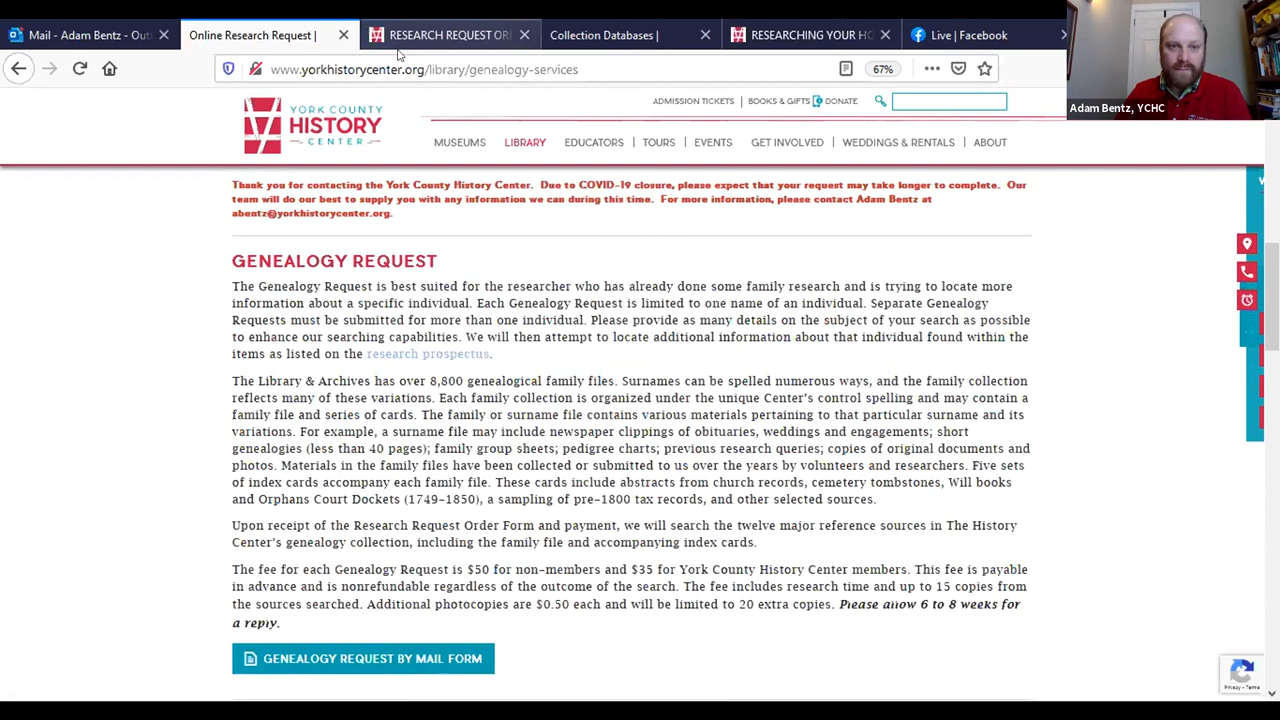 Mail - Adam Bentz - Out
Online Research Request |
RESEARCH REQUEST OR
Collection Databases |
RESEARCHING YOUR HO
Live | Facebook
www.yorkhistorycenter.org/library/genealogy-services
67%
Adam Bentz, YCHC
YORK COUNTY
HISTORY
CENTER
ADMISSION TICKETS | BOOKS & GIFTS | DONATE
MUSEUMS | LIBRARY | EDUCATORS | TOURS | EVENTS | GET INVOLVED | WEDDINGS & RENTALS | ABOUT
Thank you for contacting the York County History Center. Due to COVID-19 closure, please expect that your request may take longer to complete. Our
team will do our best to supply you with any information we can during this time. For more information, please contact Adam Bentz at
abentz@yorkhistorycenter.org.
GENEALOGY REQUEST
The Genealogy Request is best suited for the researcher who has already done some family research and is trying to locate more
information about a specific individual. Each Genealogy Request is limited to one name of an individual. Separate Genealogy
Requests must be submitted for more than one individual. Please provide as many details on the subject of your search as possible
to enhance our searching capabilities. We will then attempt to locate additional information about that individual found within the
items as listed on the research prospectus.
The Library & Archives has over 8,800 genealogical family files. Surnames can be spelled numerous ways, and the family collection
reflects many of these variations. Each family collection is organized under the unique Center's control spelling and may contain a
family file and series of cards. The family or surname file contains various materials pertaining to that particular surname and its
variations. For example, a surname file may include newspaper clippings of obituaries, weddings and engagements; short
genealogies (less than 40 pages); family group sheets; pedigree charts; previous research queries; copies of original documents and
photos. Materials in the family files have been collected or submitted to us over the years by volunteers and researchers. Five sets
of index cards accompany each family file. These cards include abstracts from church records, cemetery tombstones, Will books
and Orphans Court Dockets (1749-1850), a sampling of pre-1800 tax records, and other selected sources.
Upon receipt of the Research Request Order Form and payment, we will search the twelve major reference sources in The History
Center's genealogy collection, including the family file and accompanying index cards.
The fee for each Genealogy Request is $50 for non-members and $35 for York County History Center members. This fee is payable
in advance and is nonrefundable regardless of the outcome of the search. The fee includes research time and up to 15 copies from
the sources searched. Additional photocopies are $0.50 each and will be limited to 20 extra copies. Please allow 6 to 8 weeks for
a reply.
GENEALOGY REQUEST BY MAIL FORM
Privacy - Terms